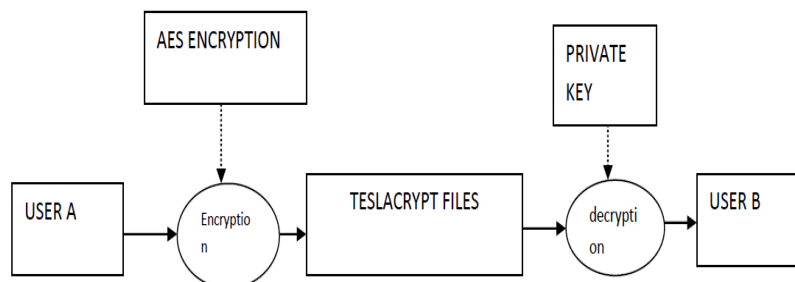 AES ENCRYPTION
PRIVATE
KEY
USER A
Encryptio
n
TESLACRYPT FILES
decrypti
on
USER B